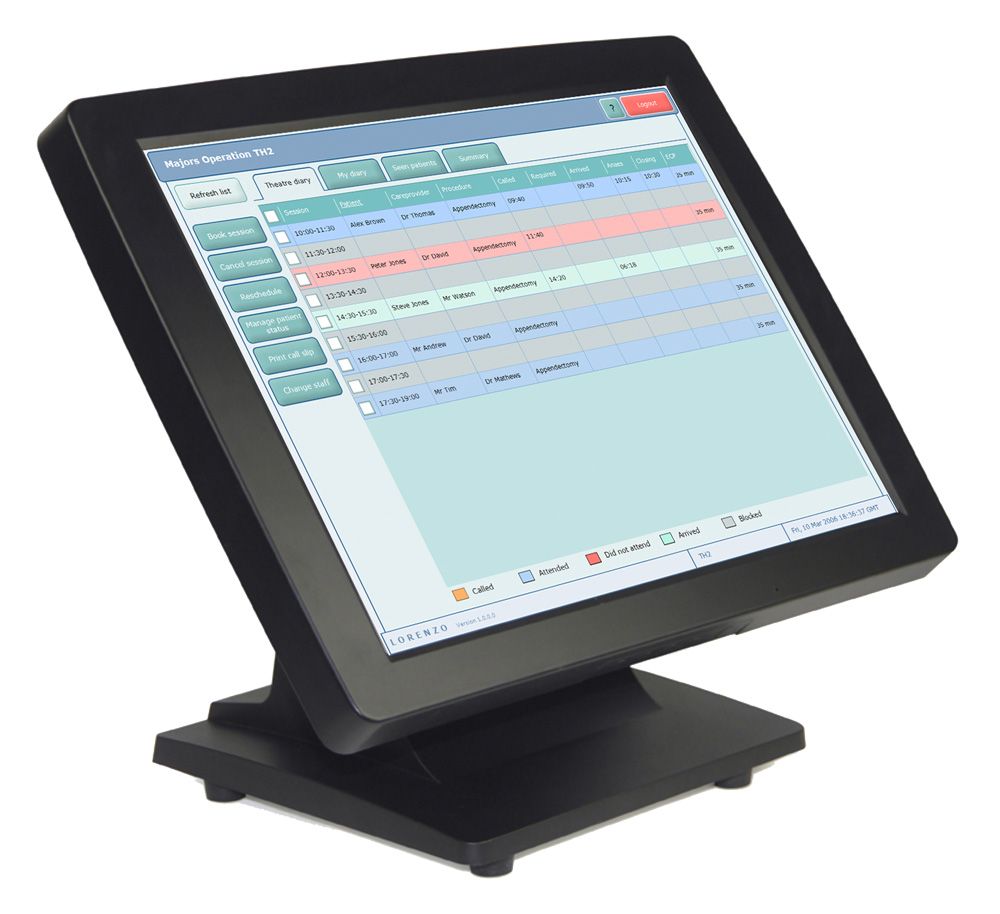 Majors Operation TH2
? Logout
Refresh list
Theatre diary My diary Seen patients Summary
Session Patient Careprovider Procedure Called Required Arrived Anaes Closing ECP
10:00-11:30 Alex Brown Dr Thomas Appendectomy 09:40 09:50 10:15 10:30 35 min
11:30-12:00
12:00-13:30 Peter Jones Dr David Appendectomy 11:40 35 min
13:30-14:30
14:30-15:30 Steve Jones Mr Watson Appendectomy 14:20 06:18 35 min
15:30-16:00
16:00-17:00 Mr Andrew Dr David Appendectomy 35 min
17:00-17:30
17:30-19:00 Mr Tim Dr Mathews Appendectomy 35 min
Book session
Cancel session
Reschedule
Manage patient
status
Print call slip
Change staff
Called Attended Did not attend Arrived Blocked
LORENZO Version 1.0.0.0 TH2 Fri, 10 Mar 2006 18:36:37 GMT